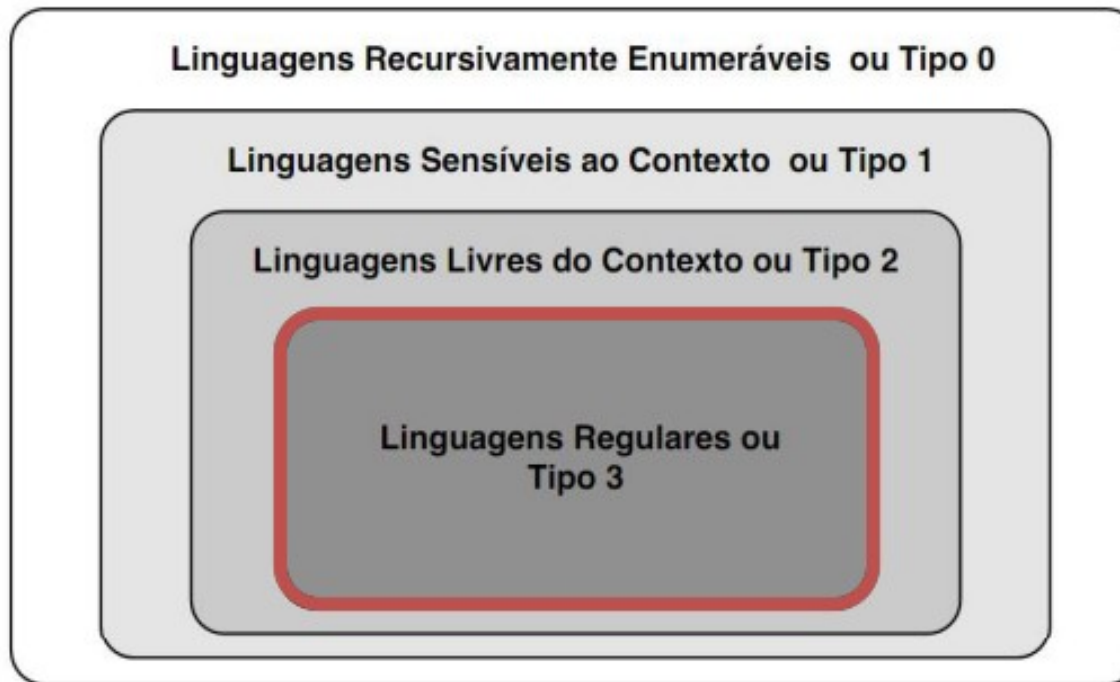 Linguagens Recursivamente Enumeráveis ou Tipo 0
Linguagens Sensíveis ao Contexto ou Tipo 1
Linguagens Livres do Contexto ou Tipo 2
Linguagens Regulares ou
Tipo 3